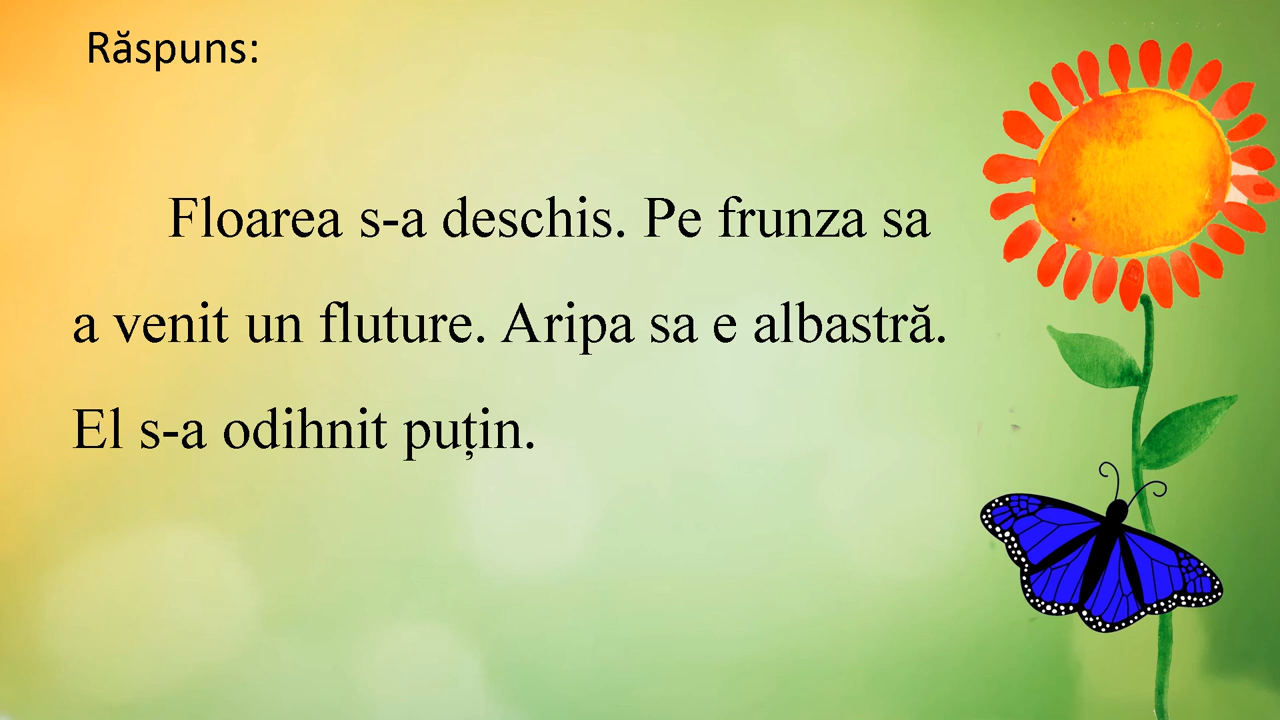 Răspuns:
Floarea s-a deschis. Pe frunza sa
a venit un fluture. Aripa sa e albastră.
El s-a odihnit puțin.